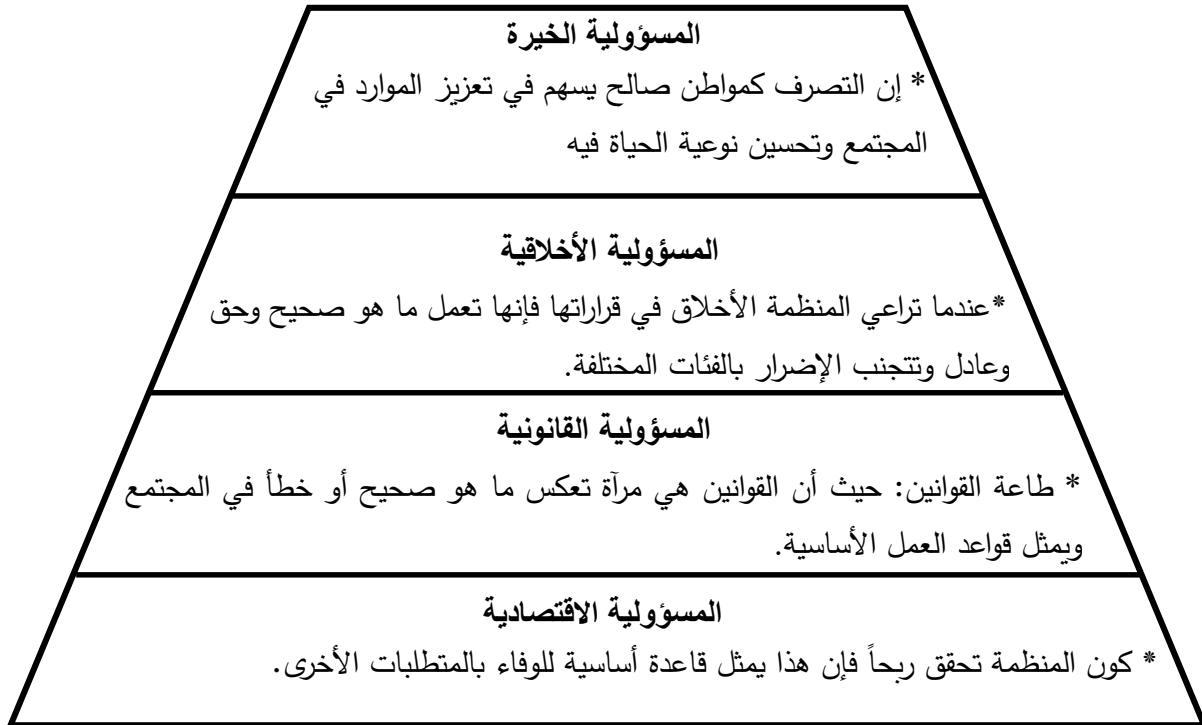 المسؤولية الخيرة
* إن التصرف كمواطن صالح يسهم في تعزيز الموارد في
المجتمع وتحسين نوعية الحياة فيه
المسؤولية الأخلاقية
*عندما تراعي المنظمة الأخلاق في قراراتها فإنها تعمل ما هو صحيح وحق
وعادل وتتجنب الإضرار بالفئات المختلفة.
المسؤولية القانونية
* طاعة القوانين: حيث أن القوانين هي مرآة تعكس ما هو صحيح أو خطأ في المجتمع
ويمثل قواعد العمل الأساسية.
المسؤولية الاقتصادية
* كون المنظمة تحقق ربحاً فإن هذا يمثل قاعدة أساسية للوفاء بالمتطلبات الأخرى.